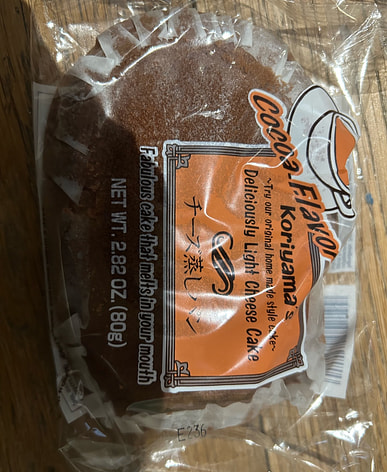 Cocoa-Flavor
Koriyama's
~Try our original home made style cake~
Deliciously Light Cheese Cake
チーズ蒸しパン
Fabulous cake that melts in your mouth
NET WT. 2.82 OZ. (80g)
E236